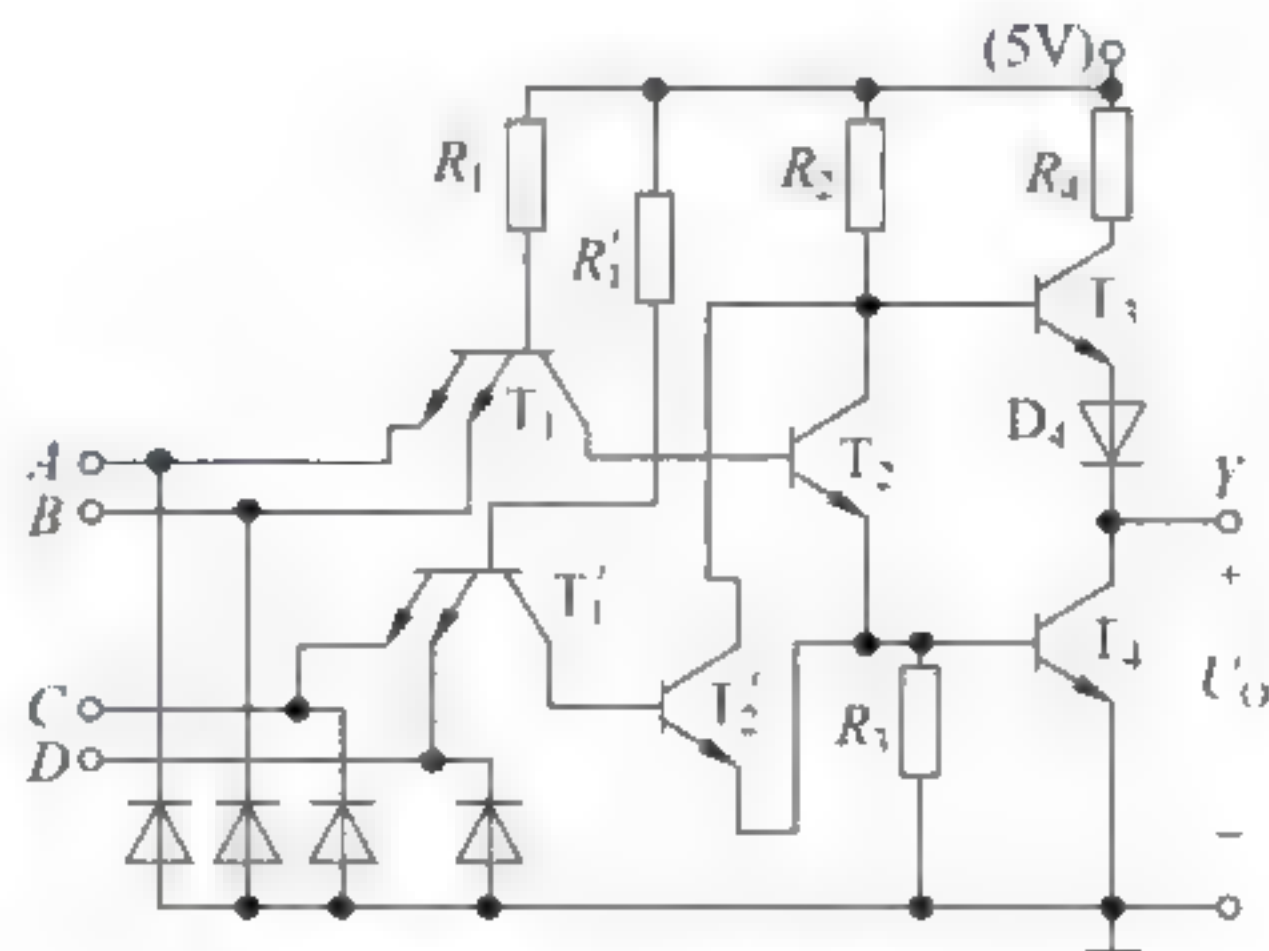 (5V)
R₁
R₂
R₄
R₁′
T₃
T₁
D₄
A
T₂
Y
B
+
T₁′
T₄
C
T₂′
R₃
D
−